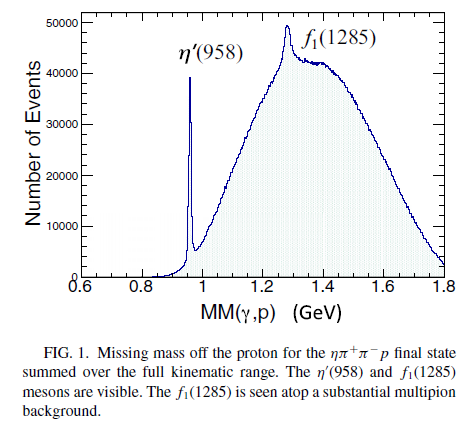 50000
η′(958)
f₁(1285)
40000
30000
20000
10000
0
Number of Events
0.6 0.8 1 1.2 1.4 1.6 1.8
MM(γ,p) (GeV)
FIG. 1. Missing mass off the proton for the ηπ⁺π⁻p final state
summed over the full kinematic range. The η′(958) and f₁(1285)
mesons are visible. The f₁(1285) is seen atop a substantial multipion
background.